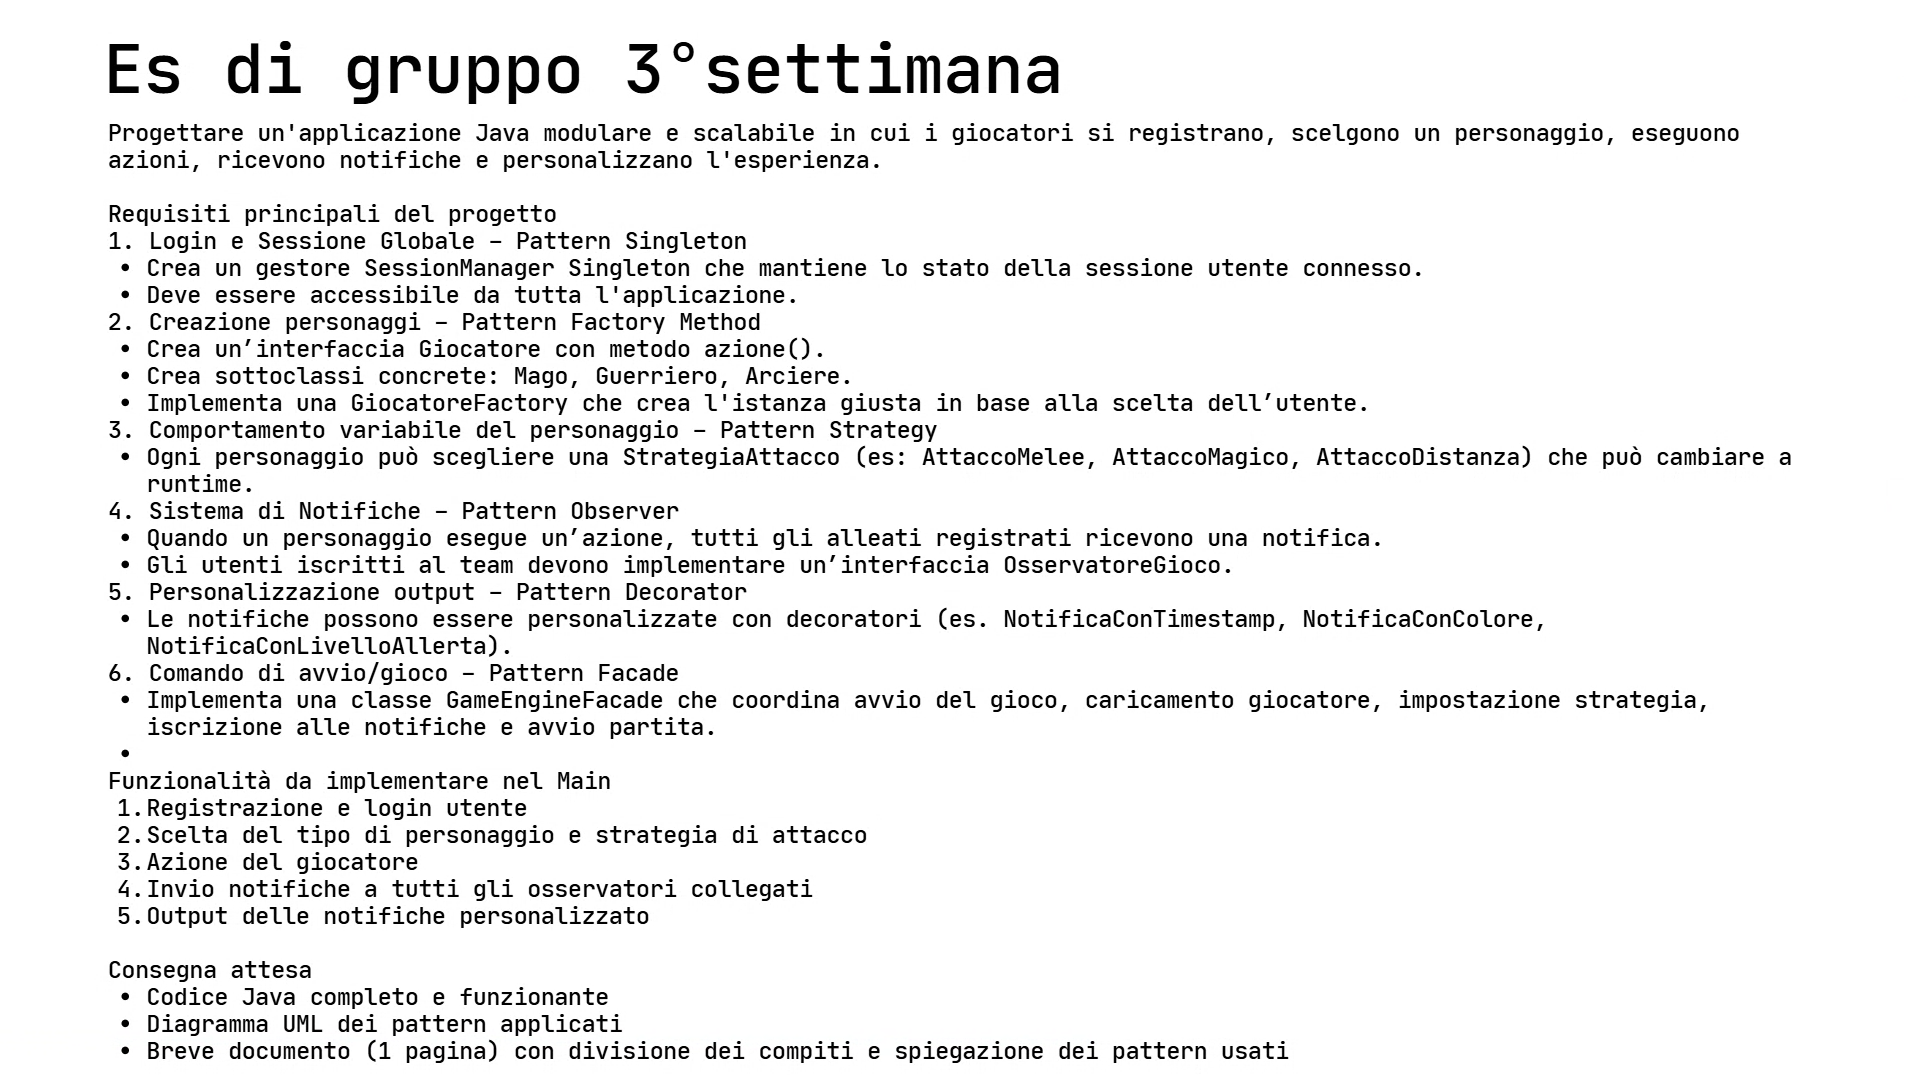 Es di gruppo 3°settimana
Progettare un'applicazione Java modulare e scalabile in cui i giocatori si registrano, scelgono un personaggio, eseguono
azioni, ricevono notifiche e personalizzano l'esperienza.
Requisiti principali del progetto
1. Login e Sessione Globale – Pattern Singleton
• Crea un gestore SessionManager Singleton che mantiene lo stato della sessione utente connesso.
• Deve essere accessibile da tutta l'applicazione.
2. Creazione personaggi – Pattern Factory Method
• Crea un’interfaccia Giocatore con metodo azione().
• Crea sottoclassi concrete: Mago, Guerriero, Arciere.
• Implementa una GiocatoreFactory che crea l'istanza giusta in base alla scelta dell’utente.
3. Comportamento variabile del personaggio – Pattern Strategy
• Ogni personaggio può scegliere una StrategiaAttacco (es: AttaccoMelee, AttaccoMagico, AttaccoDistanza) che può cambiare a
runtime.
4. Sistema di Notifiche – Pattern Observer
• Quando un personaggio esegue un’azione, tutti gli alleati registrati ricevono una notifica.
• Gli utenti iscritti al team devono implementare un’interfaccia OsservatoreGioco.
5. Personalizzazione output – Pattern Decorator
• Le notifiche possono essere personalizzate con decoratori (es. NotificaConTimestamp, NotificaConColore,
NotificaConLivelloAllerta).
6. Comando di avvio/gioco – Pattern Facade
• Implementa una classe GameEngineFacade che coordina avvio del gioco, caricamento giocatore, impostazione strategia,
iscrizione alle notifiche e avvio partita.
•
Funzionalità da implementare nel Main
1.Registrazione e login utente
2.Scelta del tipo di personaggio e strategia di attacco
3.Azione del giocatore
4.Invio notifiche a tutti gli osservatori collegati
5.Output delle notifiche personalizzato
Consegna attesa
• Codice Java completo e funzionante
• Diagramma UML dei pattern applicati
• Breve documento (1 pagina) con divisione dei compiti e spiegazione dei pattern usati